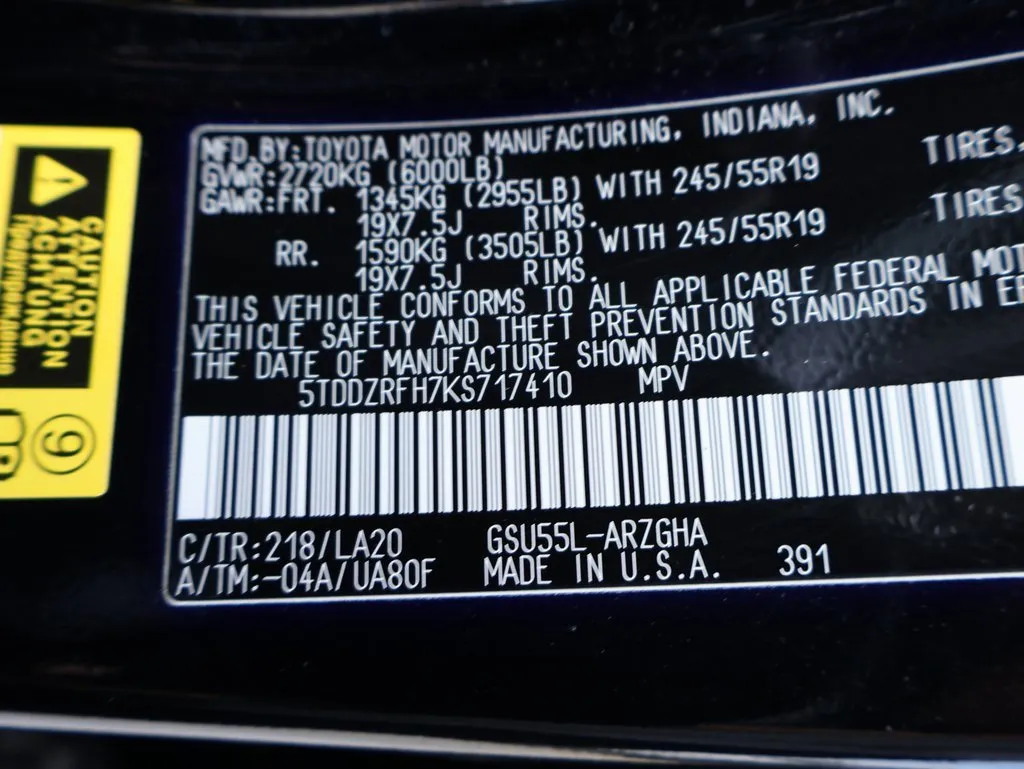 MFD.BY:TOYOTA MOTOR MANUFACTURING, INDIANA, INC.
GVWR:2720KG (6000LB)
GAWR:FRT. 1345KG (2955LB) WITH 245/55R19 TIRES,
19X7.5J RIMS.
RR. 1590KG (3505LB) WITH 245/55R19 TIRES
19X7.5J RIMS.
THIS VEHICLE CONFORMS TO ALL APPLICABLE FEDERAL MOT
VEHICLE SAFETY AND THEFT PREVENTION STANDARDS IN EF
THE DATE OF MANUFACTURE SHOWN ABOVE.
5TDDZRFH7KS717410 MPV
C/TR:218/LA20 GSU55L-ARZGHA
A/TM:-04A/UA80F MADE IN U.S.A. 391
CAUTION
ATTENTION
ACHTUNG
9